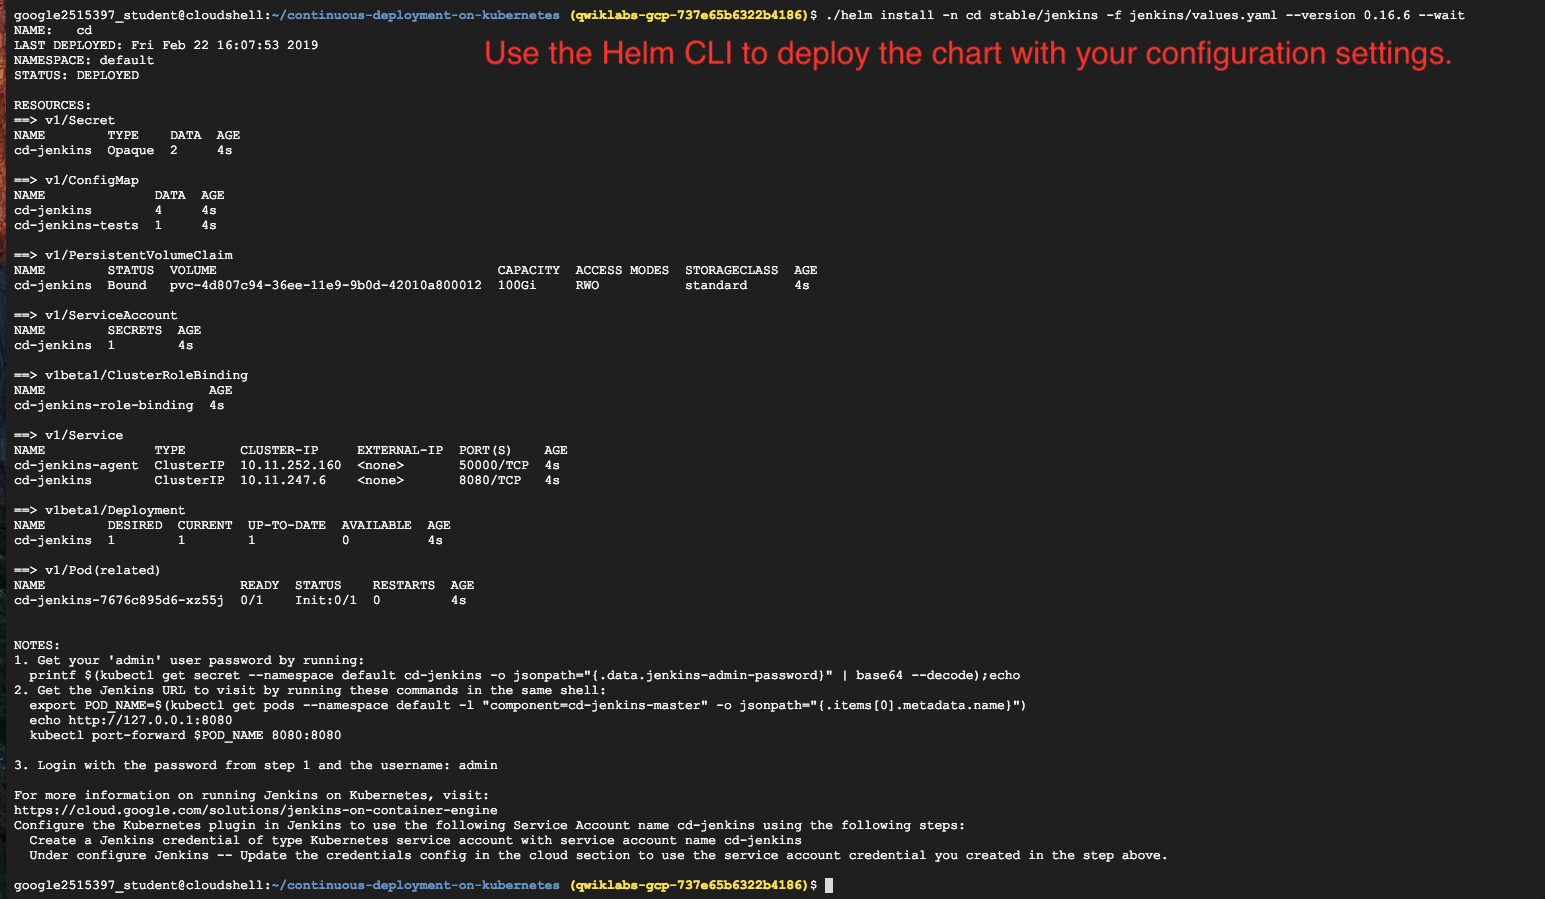 google2515397_student@cloudshell:~/continuous-deployment-on-kubernetes (qwiklabs-gcp-737e65b6322b4186)$ ./helm install -n cd stable/jenkins -f jenkins/values.yaml --version 0.16.6 --wait
NAME:   cd
LAST DEPLOYED: Fri Feb 22 16:07:53 2019
Use the Helm CLI to deploy the chart with your configuration settings.
NAMESPACE: default
STATUS: DEPLOYED

RESOURCES:
==> v1/Secret
NAME        TYPE    DATA  AGE
cd-jenkins  Opaque  2     4s

==> v1/ConfigMap
NAME              DATA  AGE
cd-jenkins        4     4s
cd-jenkins-tests  1     4s

==> v1/PersistentVolumeClaim
NAME        STATUS  VOLUME                                    CAPACITY  ACCESS MODES  STORAGECLASS  AGE
cd-jenkins  Bound   pvc-4d807c94-36ee-11e9-9b0d-42010a800012  100Gi     RWO           standard      4s

==> v1/ServiceAccount
NAME        SECRETS  AGE
cd-jenkins  1        4s

==> v1beta1/ClusterRoleBinding
NAME                     AGE
cd-jenkins-role-binding  4s

==> v1/Service
NAME              TYPE       CLUSTER-IP     EXTERNAL-IP  PORT(S)    AGE
cd-jenkins-agent  ClusterIP  10.11.252.160  <none>       50000/TCP  4s
cd-jenkins        ClusterIP  10.11.247.6    <none>       8080/TCP   4s

==> v1beta1/Deployment
NAME        DESIRED  CURRENT  UP-TO-DATE  AVAILABLE  AGE
cd-jenkins  1        1        1           0          4s

==> v1/Pod(related)
NAME                         READY  STATUS    RESTARTS  AGE
cd-jenkins-7676c895d6-xz55j  0/1    Init:0/1  0         4s

NOTES:
1. Get your 'admin' user password by running:
  printf $(kubectl get secret --namespace default cd-jenkins -o jsonpath="{.data.jenkins-admin-password}" | base64 --decode);echo
2. Get the Jenkins URL to visit by running these commands in the same shell:
  export POD_NAME=$(kubectl get pods --namespace default -l "component=cd-jenkins-master" -o jsonpath="{.items[0].metadata.name}")
  echo http://127.0.0.1:8080
  kubectl port-forward $POD_NAME 8080:8080

3. Login with the password from step 1 and the username: admin

For more information on running Jenkins on Kubernetes, visit:
https://cloud.google.com/solutions/jenkins-on-container-engine
Configure the Kubernetes plugin in Jenkins to use the following Service Account name cd-jenkins using the following steps:
  Create a Jenkins credential of type Kubernetes service account with service account name cd-jenkins
  Under configure Jenkins -- Update the credentials config in the cloud section to use the service account credential you created in the step above.

google2515397_student@cloudshell:~/continuous-deployment-on-kubernetes (qwiklabs-gcp-737e65b6322b4186)$